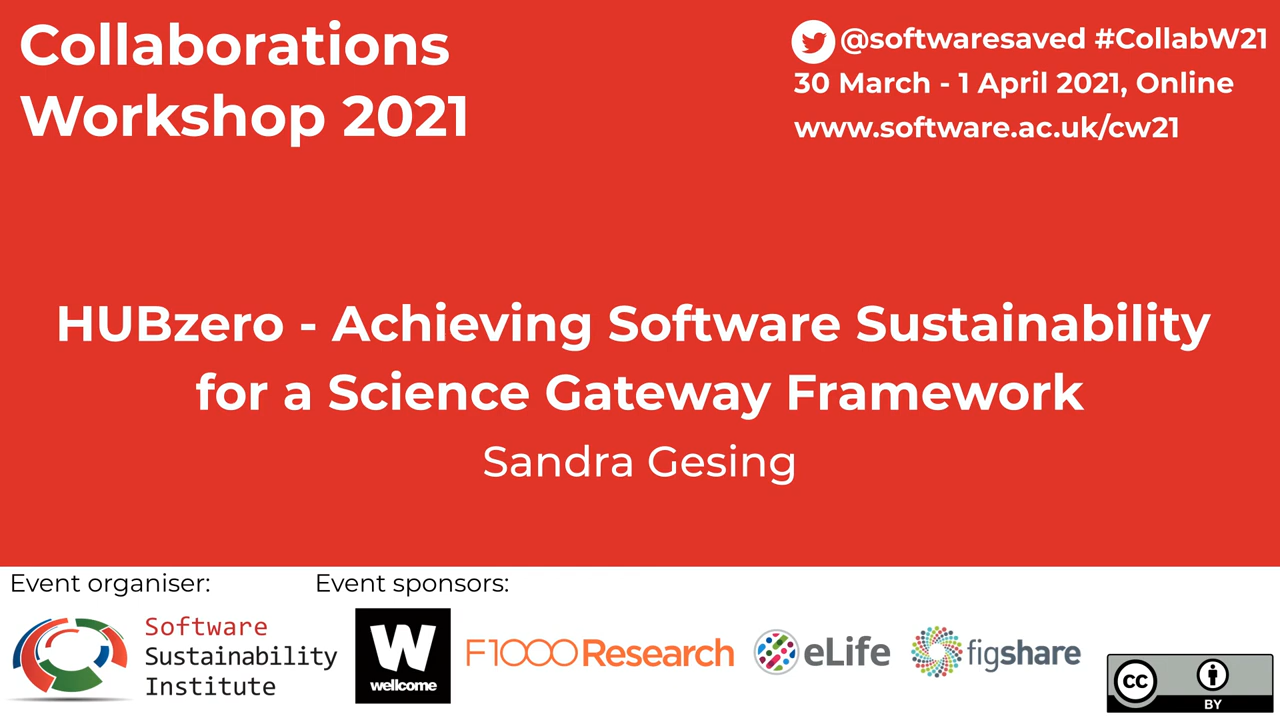 Collaborations
Workshop 2021
@softwaresaved #CollabW21
30 March - 1 April 2021, Online
www.software.ac.uk/cw21
HUBzero - Achieving Software Sustainability
for a Science Gateway Framework
Sandra Gesing
Event organiser:
Event sponsors:
Software
Sustainability
Institute
W
wellcome
F1000Research
eLife
figshare
cc
BY